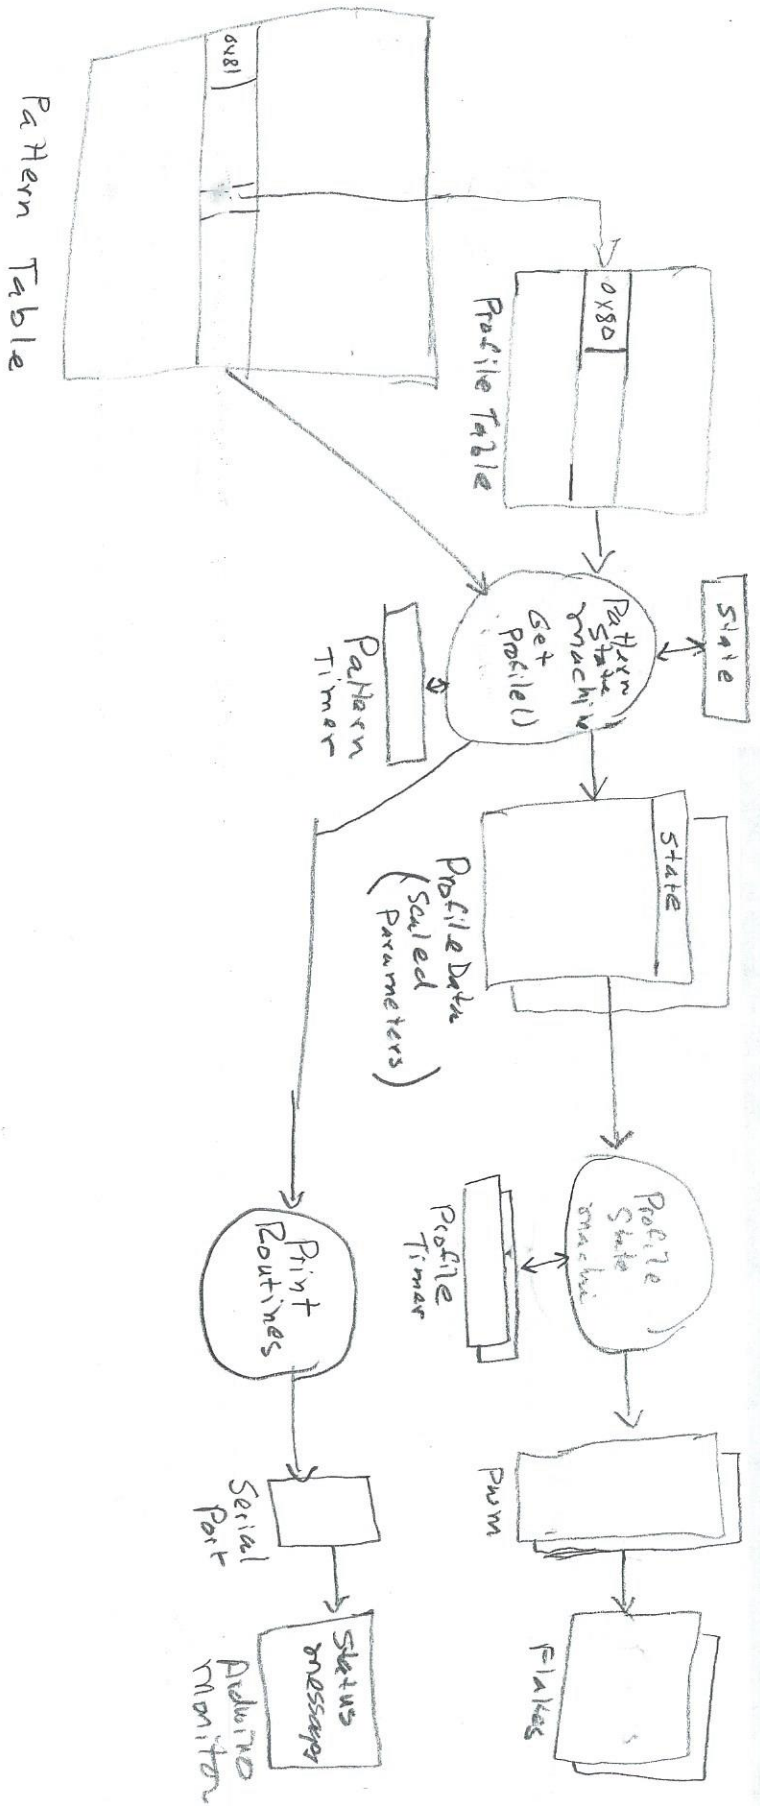 0x81
Pattern Table
0x80
Profile Table
State
Pattern
State
machine
Get
Profile()
Pattern
Timer
State
Profile Data
(Scaled
Parameters)
Profile
State
machi
Profile
Timer
Print
Routines
PWM
Flakes
Serial
Port
Status
messages
Arduino
Monitor